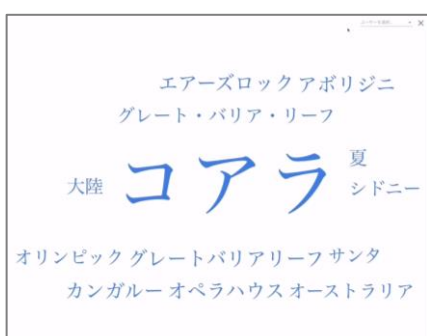 エアーズロック アボリジニ
グレート・バリア・リーフ
大陸 コアラ 夏
シドニー
オリンピック グレートバリアリーフ サンタ
カンガルー オペラハウス オーストラリア